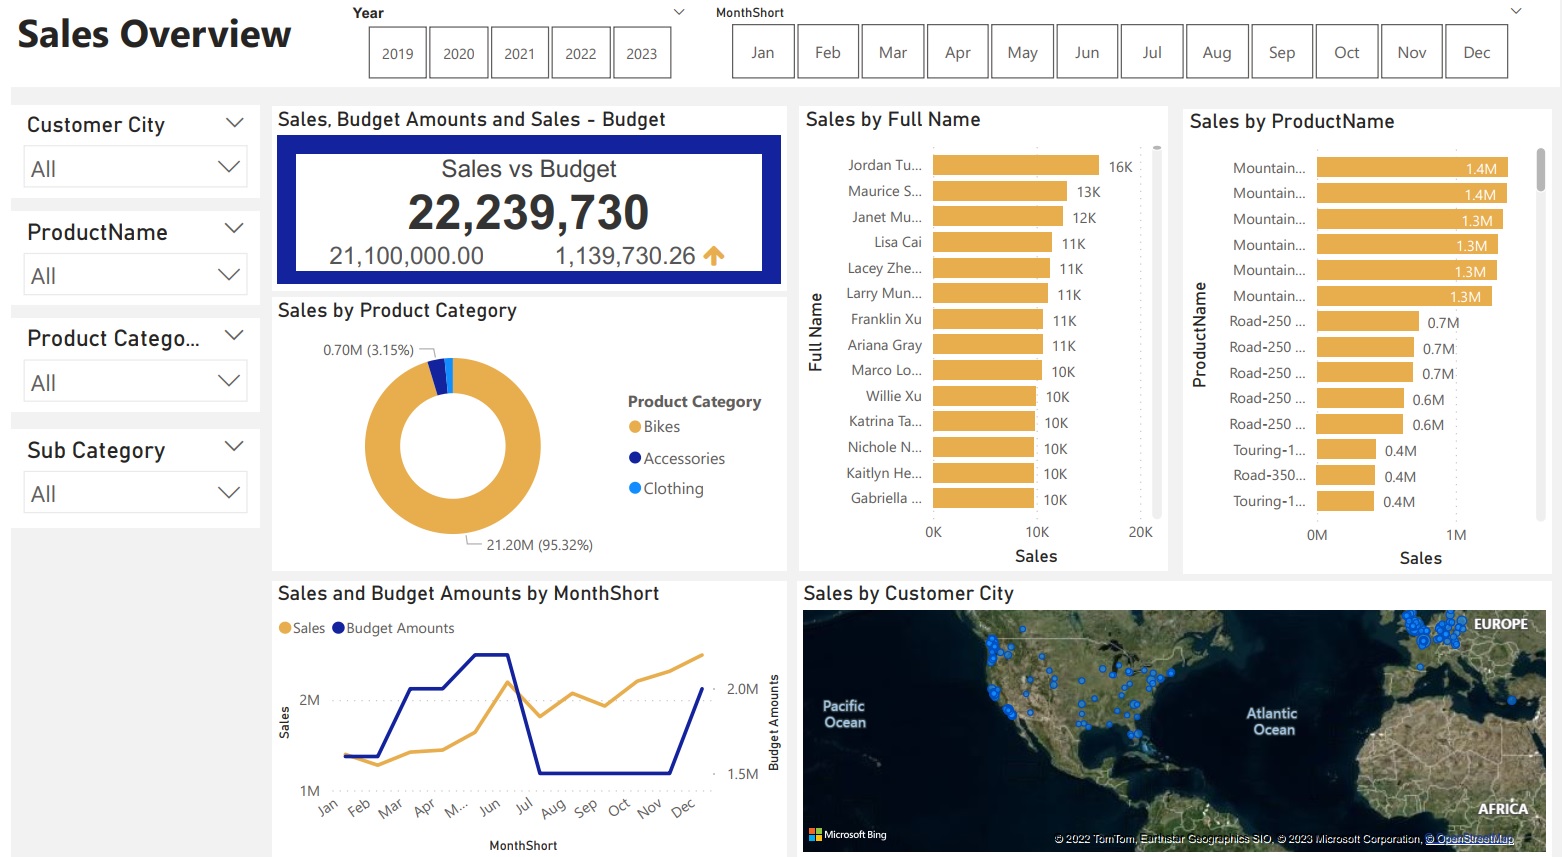 Sales Overview
Year
2019 2020 2021 2022 2023
MonthShort
Jan Feb Mar Apr May Jun Jul Aug Sep Oct Nov Dec
Customer City
All
ProductName
All
Product Catego...
All
Sub Category
All
Sales, Budget Amounts and Sales - Budget
Sales vs Budget
22,239,730
21,100,000.00 1,139,730.26
Sales by Product Category
0.70M (3.15%)
21.20M (95.32%)
Product Category
Bikes
Accessories
Clothing
Sales by Full Name
Full Name
Jordan Tu... 16K
Maurice S... 13K
Janet Mu... 12K
Lisa Cai 11K
Lacey Zhe... 11K
Larry Mun... 11K
Franklin Xu 11K
Ariana Gray 11K
Marco Lo... 10K
Willie Xu 10K
Katrina Ta... 10K
Nichole N... 10K
Kaitlyn He... 10K
Gabriella ... 10K
0K 10K 20K
Sales
Sales by ProductName
ProductName
Mountain... 1.4M
Mountain... 1.4M
Mountain... 1.3M
Mountain... 1.3M
Mountain... 1.3M
Mountain... 1.3M
Road-250 ... 0.7M
Road-250 ... 0.7M
Road-250 ... 0.7M
Road-250 ... 0.6M
Road-250 ... 0.6M
Touring-1... 0.4M
Road-350... 0.4M
Touring-1... 0.4M
0M 1M
Sales
Sales and Budget Amounts by MonthShort
Sales Budget Amounts
Sales
2M
1M
2.0M
1.5M
Budget Amounts
Jan Feb Mar Apr M... Jun Jul Aug Sep Oct Nov Dec
MonthShort
Sales by Customer City
EUROPE
Pacific
Ocean
Atlantic
Ocean
AFRICA
Microsoft Bing
© 2022 TomTom, Earthstar Geographics SIO, © 2023 Microsoft Corporation, © OpenStreetMap